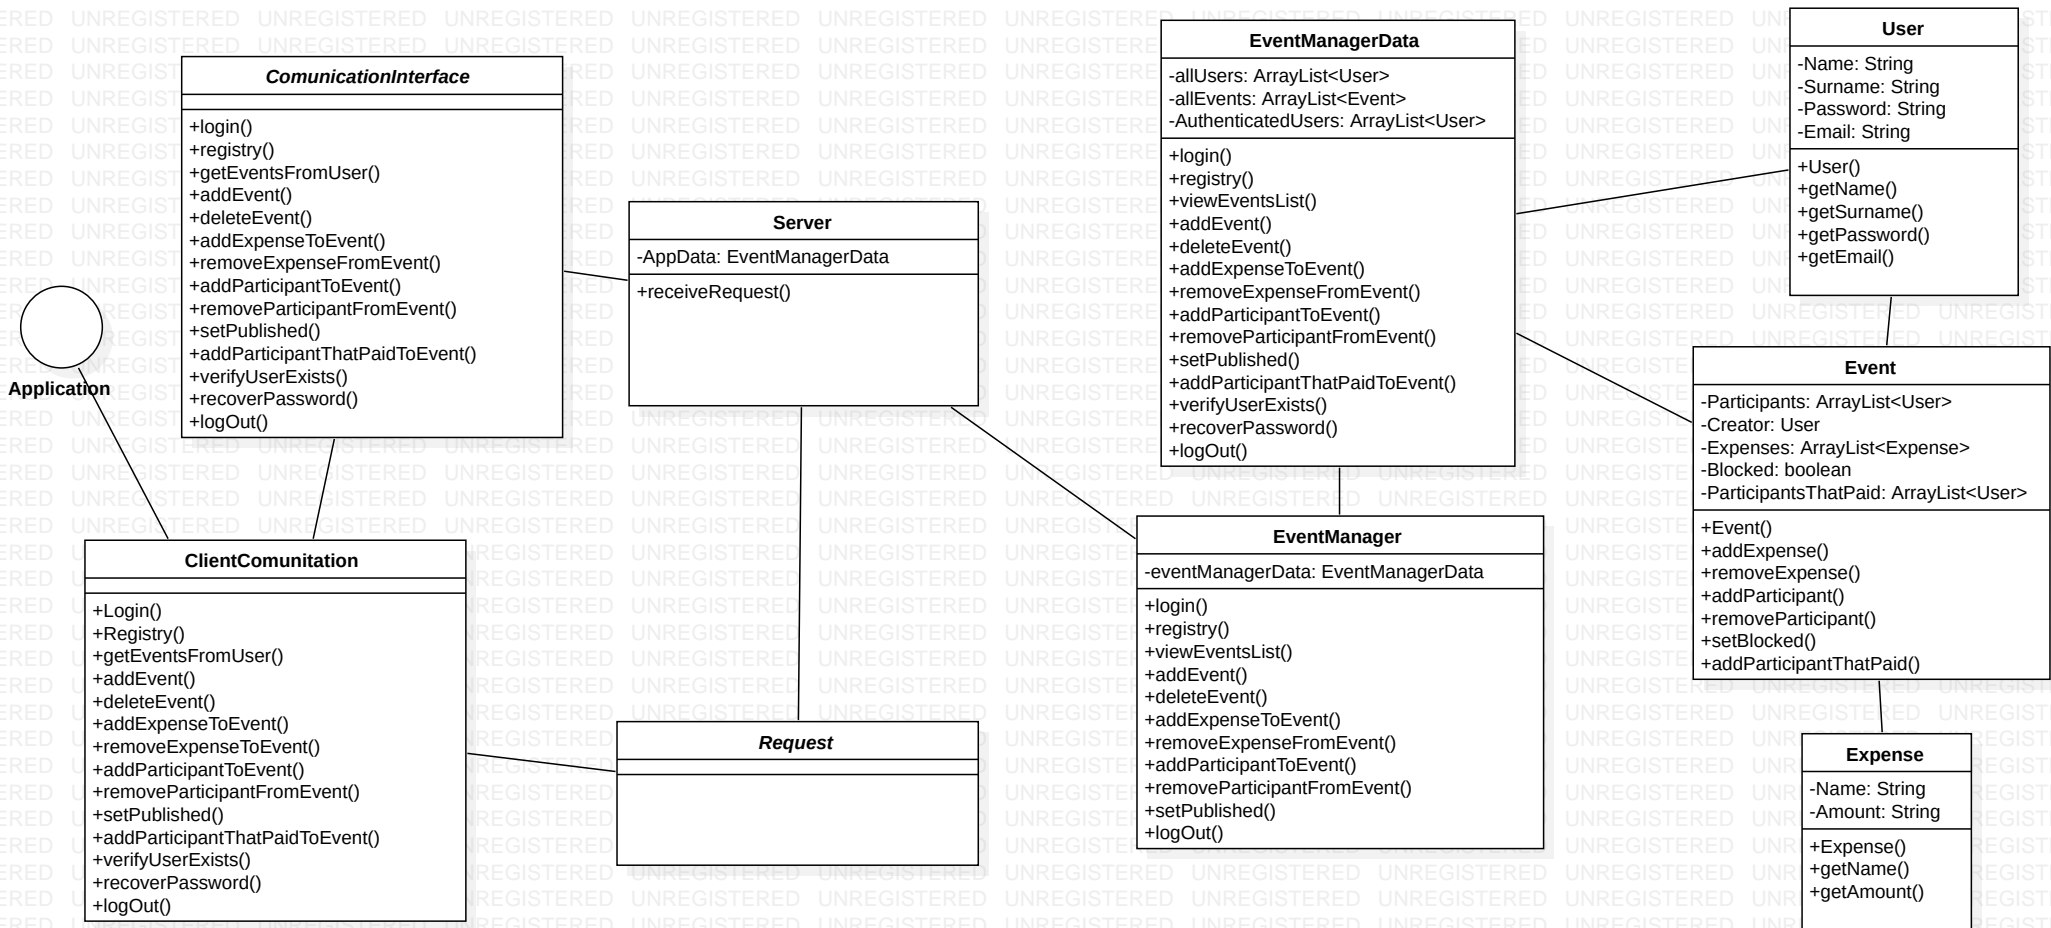 Application
ComunicationInterface
+login()
+registry()
+getEventsFromUser()
+addEvent()
+deleteEvent()
+addExpenseToEvent()
+removeExpenseFromEvent()
+addParticipantToEvent()
+removeParticipantFromEvent()
+setPublished()
+addParticipantThatPaidToEvent()
+verifyUserExists()
+recoverPassword()
+logOut()
ClientComunitation
+Login()
+Registry()
+getEventsFromUser()
+addEvent()
+deleteEvent()
+addExpenseToEvent()
+removeExpenseToEvent()
+addParticipantToEvent()
+removeParticipantFromEvent()
+setPublished()
+addParticipantThatPaidToEvent()
+verifyUserExists()
+recoverPassword()
+logOut()
Server
-AppData: EventManagerData
+receiveRequest()
Request
EventManagerData
-allUsers: ArrayList<User>
-allEvents: ArrayList<Event>
-AuthenticatedUsers: ArrayList<User>
+login()
+registry()
+viewEventsList()
+addEvent()
+deleteEvent()
+addExpenseToEvent()
+removeExpenseFromEvent()
+addParticipantToEvent()
+removeParticipantFromEvent()
+setPublished()
+addParticipantThatPaidToEvent()
+verifyUserExists()
+recoverPassword()
+logOut()
EventManager
-eventManagerData: EventManagerData
+login()
+registry()
+viewEventsList()
+addEvent()
+deleteEvent()
+addExpenseToEvent()
+removeExpenseFromEvent()
+addParticipantToEvent()
+removeParticipantFromEvent()
+setPublished()
+logOut()
User
-Name: String
-Surname: String
-Password: String
-Email: String
+User()
+getName()
+getSurname()
+getPassword()
+getEmail()
Event
-Participants: ArrayList<User>
-Creator: User
-Expenses: ArrayList<Expense>
-Blocked: boolean
-ParticipantsThatPaid: ArrayList<User>
+Event()
+addExpense()
+removeExpense()
+addParticipant()
+removeParticipant()
+setBlocked()
+addParticipantThatPaid()
Expense
-Name: String
-Amount: String
+Expense()
+getName()
+getAmount()
UNREGISTERED